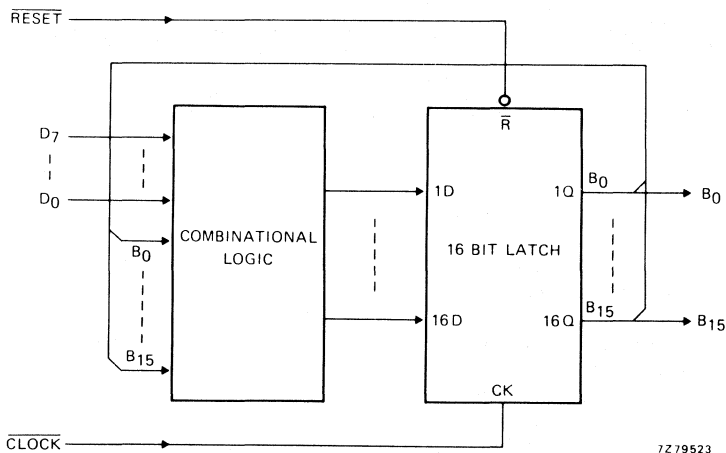 RESET
R
D7
D0
B0
B15
COMBINATIONAL
LOGIC
1D
16D
16 BIT LATCH
1Q
16Q
CK
B0
B15
B0
B15
CLOCK
7Z79523